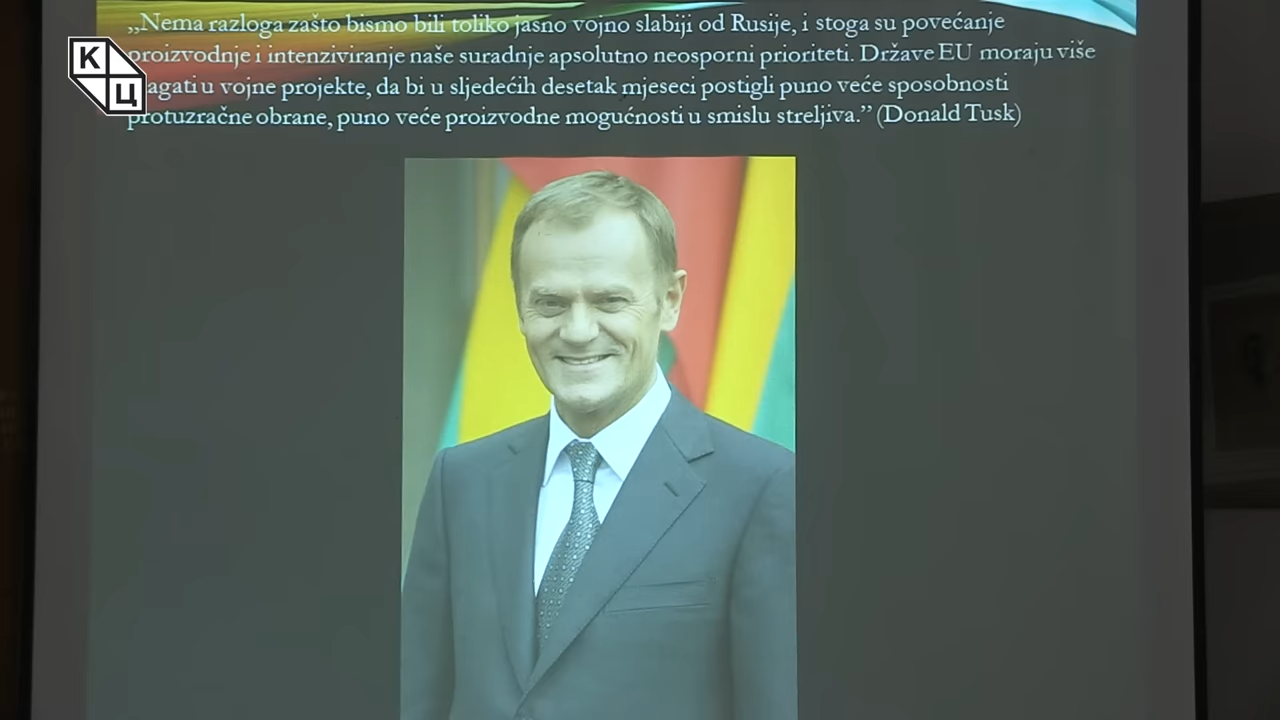 „Nema razloga zašto bismo bili toliko jasno vojno slabiji od Rusije, i stoga su povećanje
proizvodnje i intenziviranje naše suradnje apsolutno neosporni prioriteti. Države EU moraju više
u vojne projekte, da bi u sljedećih desetak mjeseci postigli puno veće sposobnosti
protuzračne obrane, puno veće proizvodne mogućnosti u smislu streljiva.” (Donald Tusk)
К
Ц